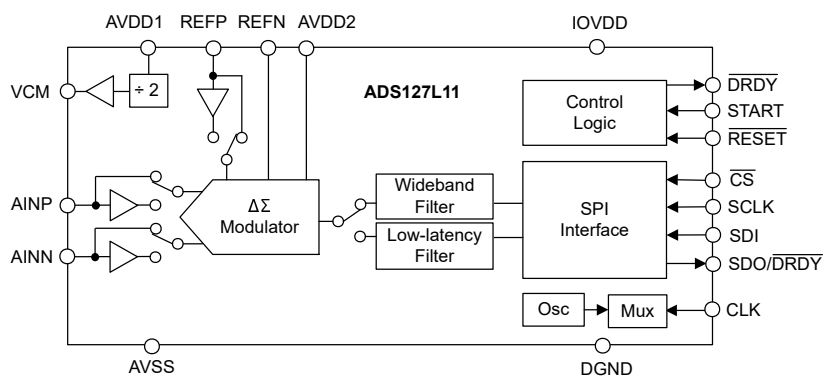 AVDD1 REFP REFN AVDD2 IOVDD
VCM
÷ 2
ADS127L11
Control
Logic
DRDY
START
RESET
AINP
AINN
ΔΣ
Modulator
Wideband
Filter
Low-latency
Filter
SPI
Interface
CS
SCLK
SDI
SDO/DRDY
Osc
Mux
CLK
AVSS
DGND